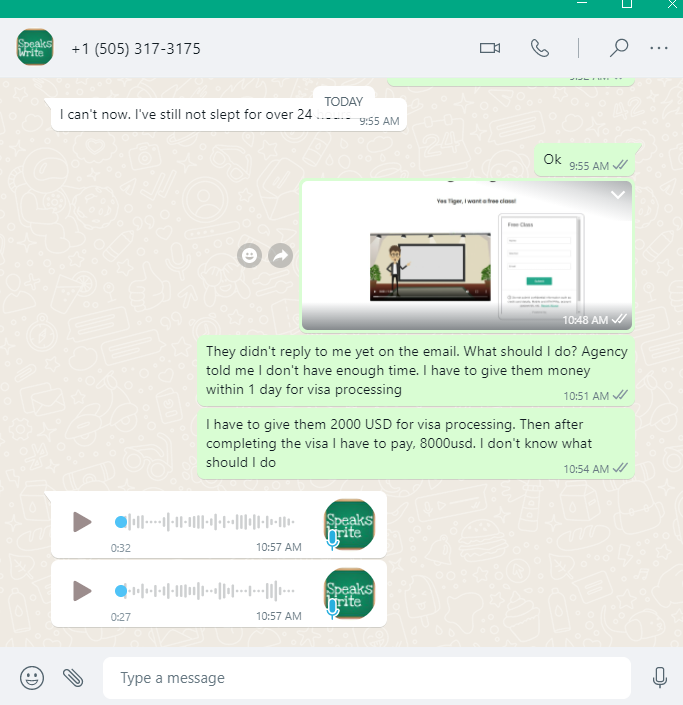 Speaks
Write
+1 (505) 317-3175
TODAY
I can't now. I've still not slept for over 24
9:55 AM
Ok
9:55 AM
Yes Tiger, I want a free class!
Free Class
10:48 AM
They didn't reply to me yet on the email. What should I do? Agency
told me I don't have enough time. I have to give them money
within 1 day for visa processing
10:51 AM
I have to give them 2000 USD for visa processing. Then after
completing the visa I have to pay, 8000usd. I don't know what
should I do
10:54 AM
Speaks
Write
0:32
10:57 AM
Speaks
Write
0:27
10:57 AM
Type a message